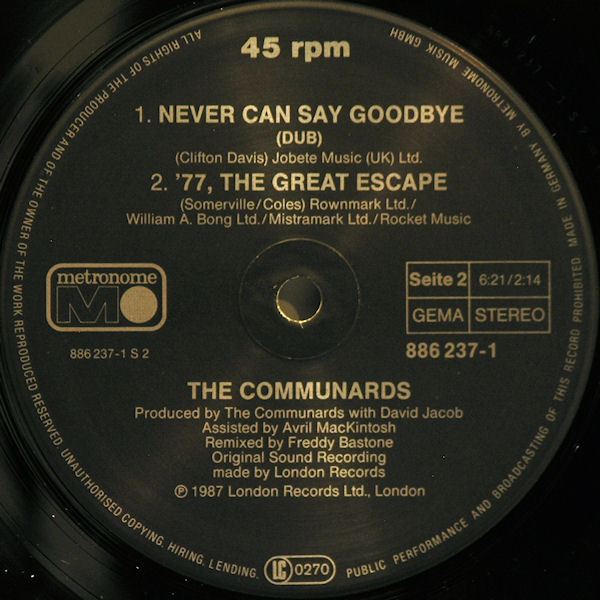 45 rpm
1. NEVER CAN SAY GOODBYE
(DUB)
(Clifton Davis) Jobete Music (UK) Ltd.
2. ’77, THE GREAT ESCAPE
(Somerville/Coles) Rownmark Ltd./
William A. Bong Ltd./Mistramark Ltd./Rocket Music
metronome
M
886 237-1 S 2
Seite 2 6:21/2:14
GEMA STEREO
886 237-1
THE COMMUNARDS
Produced by The Communards with David Jacob
Assisted by Avril MacKintosh
Remixed by Freddy Bastone
Original Sound Recording
made by London Records
℗ 1987 London Records Ltd., London
LC 0270
ALL RIGHTS OF THE PRODUCER AND OF THE OWNER OF THE WORK REPRODUCED RESERVED. UNAUTHORISED COPYING, HIRING, LENDING, PUBLIC PERFORMANCE AND BROADCASTING OF THIS RECORD PROHIBITED. MADE IN GERMANY BY METRONOME MUSIK GMBH